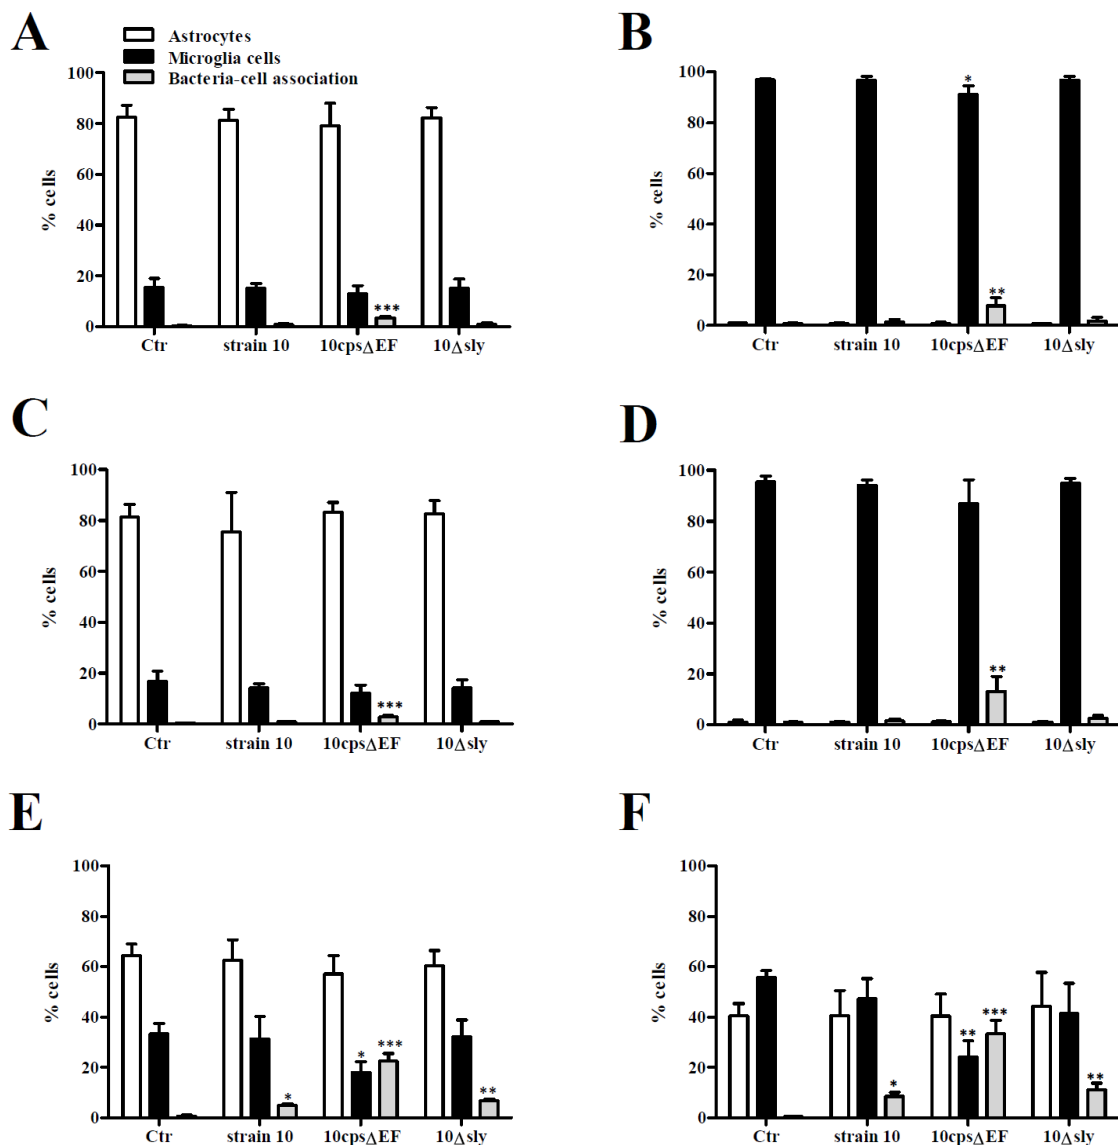 A
Astrocytes
Microglia cells
Bacteria-cell association
100
80
60
40
20
0
% cells
***
Ctr
strain 10
10cpsΔEF
10Δsly
B
100
80
60
40
20
0
% cells
*
**
Ctr
strain 10
10cpsΔEF
10Δsly
C
100
80
60
40
20
0
% cells
***
Ctr
strain 10
10cpsΔEF
10Δsly
D
100
80
60
40
20
0
% cells
**
Ctr
strain 10
10cpsΔEF
10Δsly
E
100
80
60
40
20
0
% cells
*
*
***
**
Ctr
strain 10
10cpsΔEF
10Δsly
F
100
80
60
40
20
0
% cells
*
**
***
**
Ctr
strain 10
10cpsΔEF
10Δsly